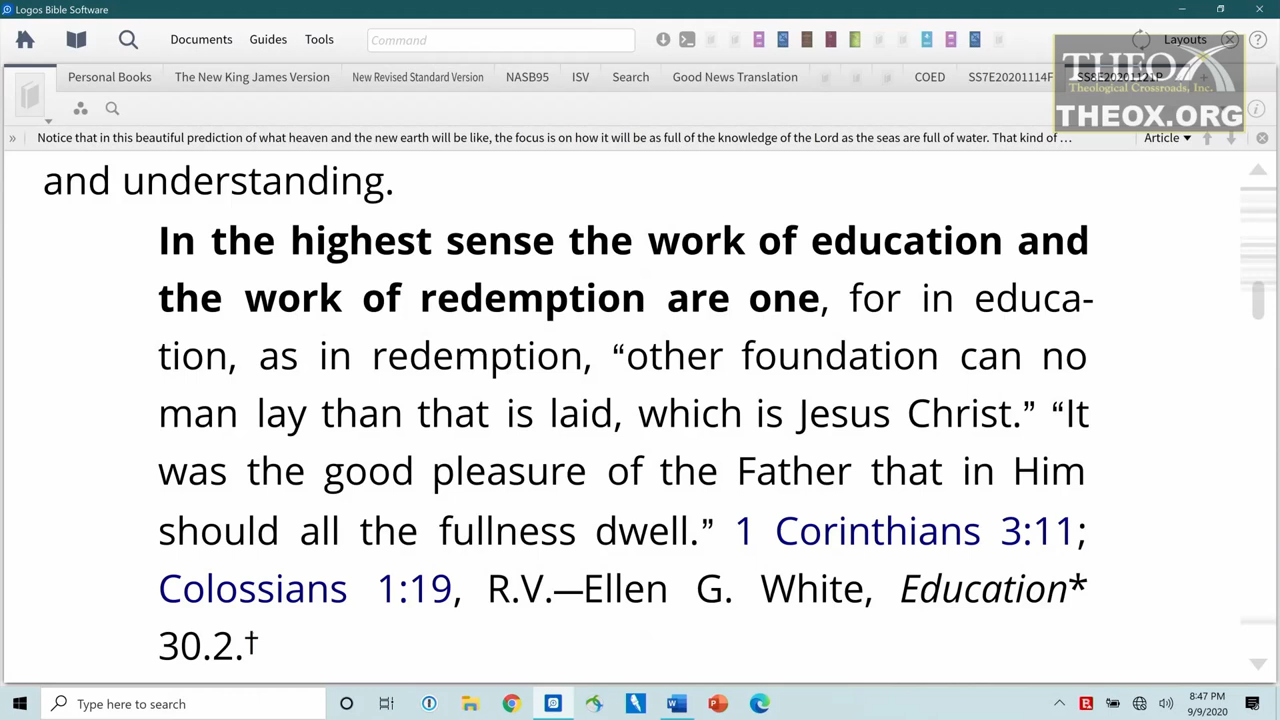 Logos Bible Software
Documents Guides Tools Command Layouts
THEOX
Theological Crossroads, Inc.
THEOX.ORG
Personal Books The New King James Version New Revised Standard Version NASB95 ISV Search Good News Translation COED SS7E20201114F SS8E20201121P
» Notice that in this beautiful prediction of what heaven and the new earth will be like, the focus is on how it will be as full of the knowledge of the Lord as the seas are full of water. That kind of … Article
and understanding.
In the highest sense the work of education and
the work of redemption are one, for in educa-
tion, as in redemption, “other foundation can no
man lay than that is laid, which is Jesus Christ.” “It
was the good pleasure of the Father that in Him
should all the fullness dwell.” 1 Corinthians 3:11;
Colossians 1:19, R.V.—Ellen G. White, Education*
30.2.†
Type here to search
8:47 PM
9/9/2020